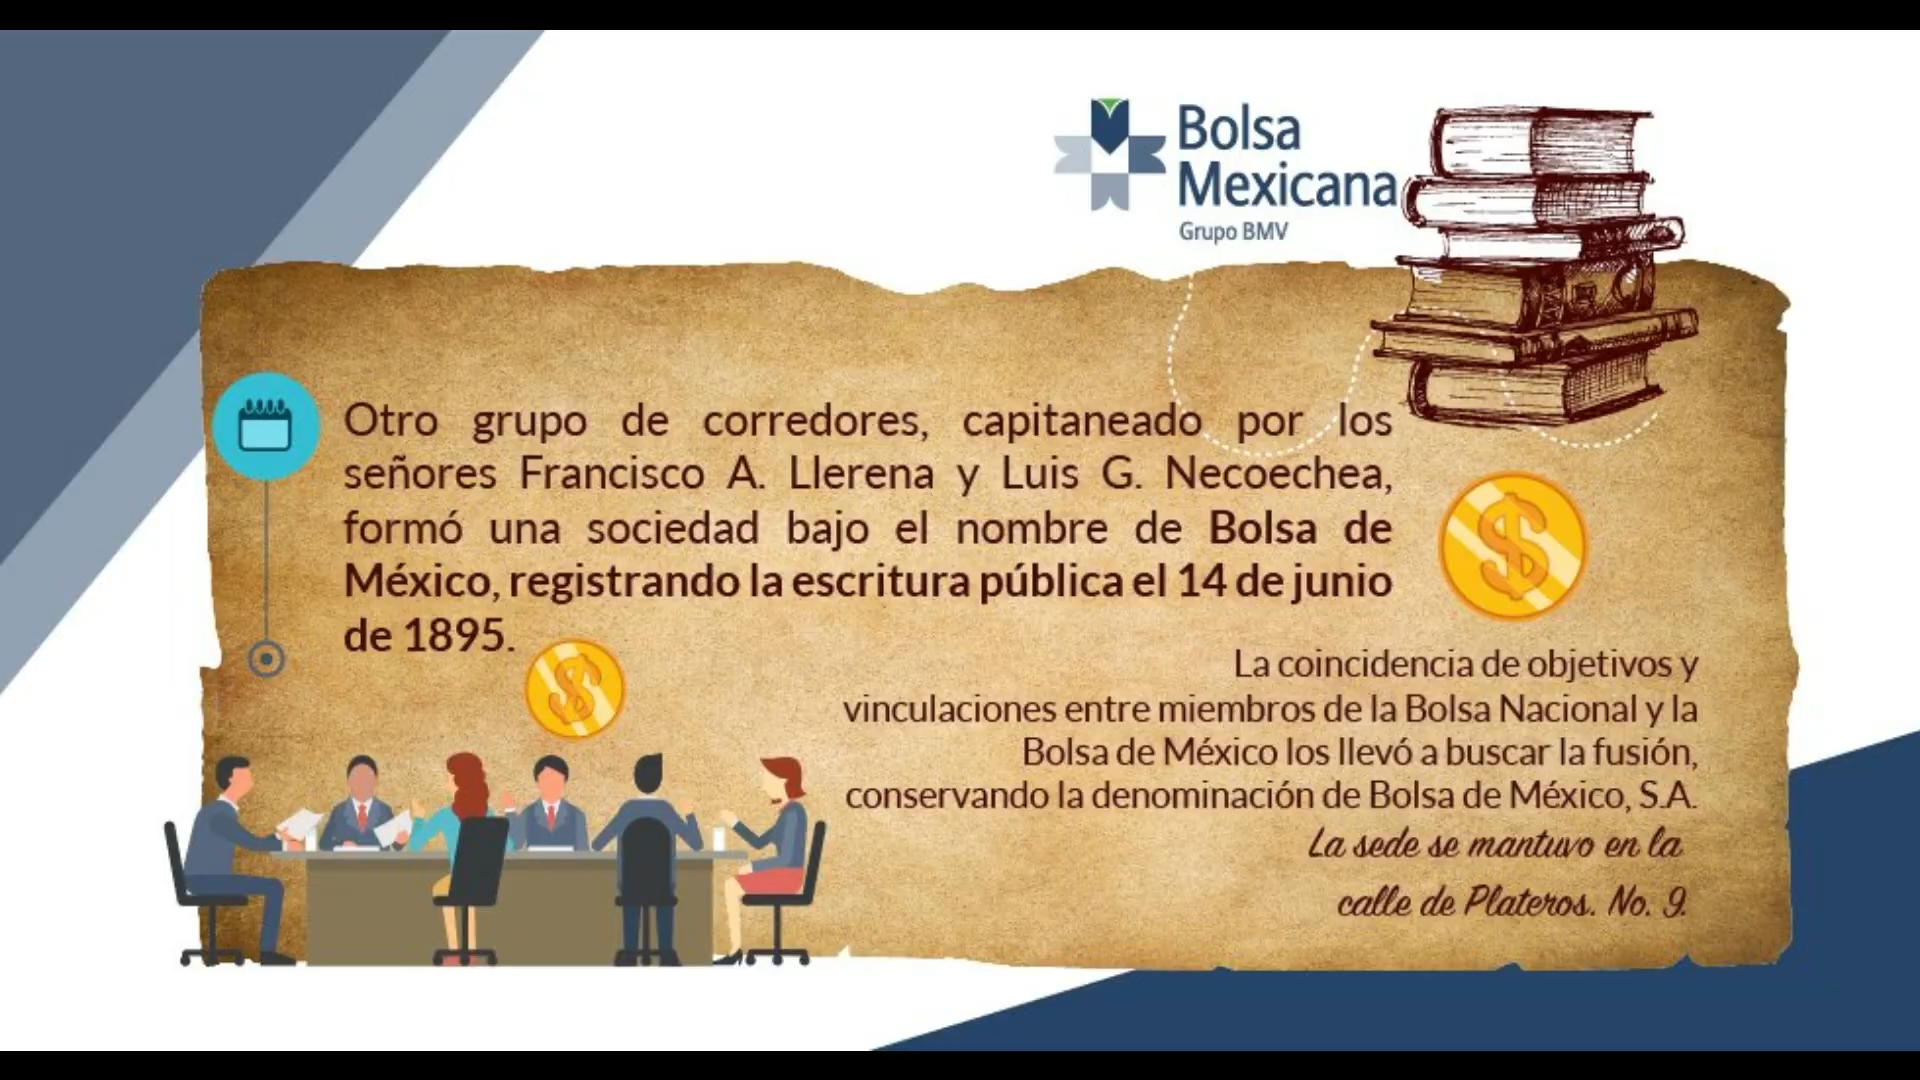 Bolsa
Mexicana
Grupo BMV
Otro grupo de corredores, capitaneado por los
señores Francisco A. Llerena y Luis G. Necoechea,
formó una sociedad bajo el nombre de Bolsa de
México, registrando la escritura pública el 14 de junio
de 1895.
La coincidencia de objetivos y
vinculaciones entre miembros de la Bolsa Nacional y la
Bolsa de México los llevó a buscar la fusión,
conservando la denominación de Bolsa de México, S.A.
La sede se mantuvo en la
calle de Plateros. No. 9.